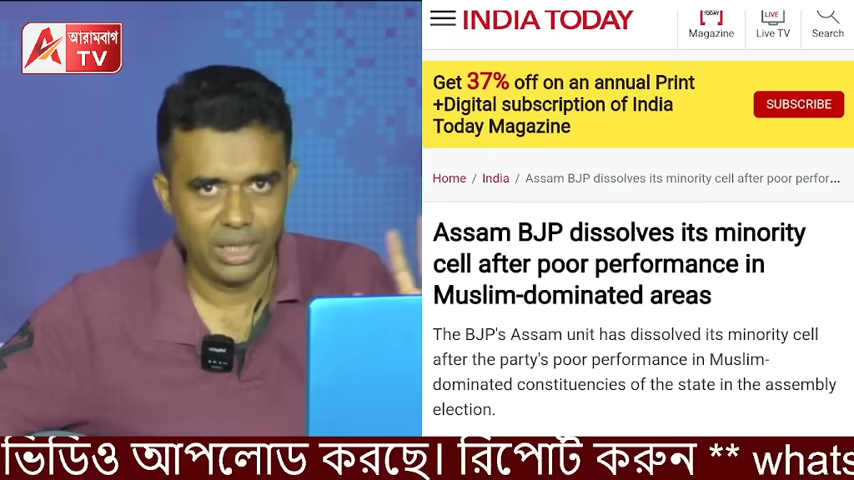 আরামবাগ
TV
INDIA TODAY
TODAY
Magazine
LIVE
Live TV
Search
Get 37% off on an annual Print
+Digital subscription of India
Today Magazine
SUBSCRIBE
Home / India / Assam BJP dissolves its minority cell after poor perfor...
Assam BJP dissolves its minority
cell after poor performance in
Muslim-dominated areas
The BJP's Assam unit has dissolved its minority cell
after the party's poor performance in Muslim-
dominated constituencies of the state in the assembly
election.
ভিডিও আপলোড করছে। রিপোর্ট করুন ** whats